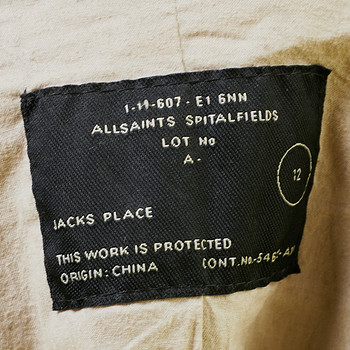 1-11-607 - E1 6NN
ALLSAINTS SPITALFIELDS
LOT No
A-
12
JACKS PLACE
THIS WORK IS PROTECTED
ORIGIN: CHINA